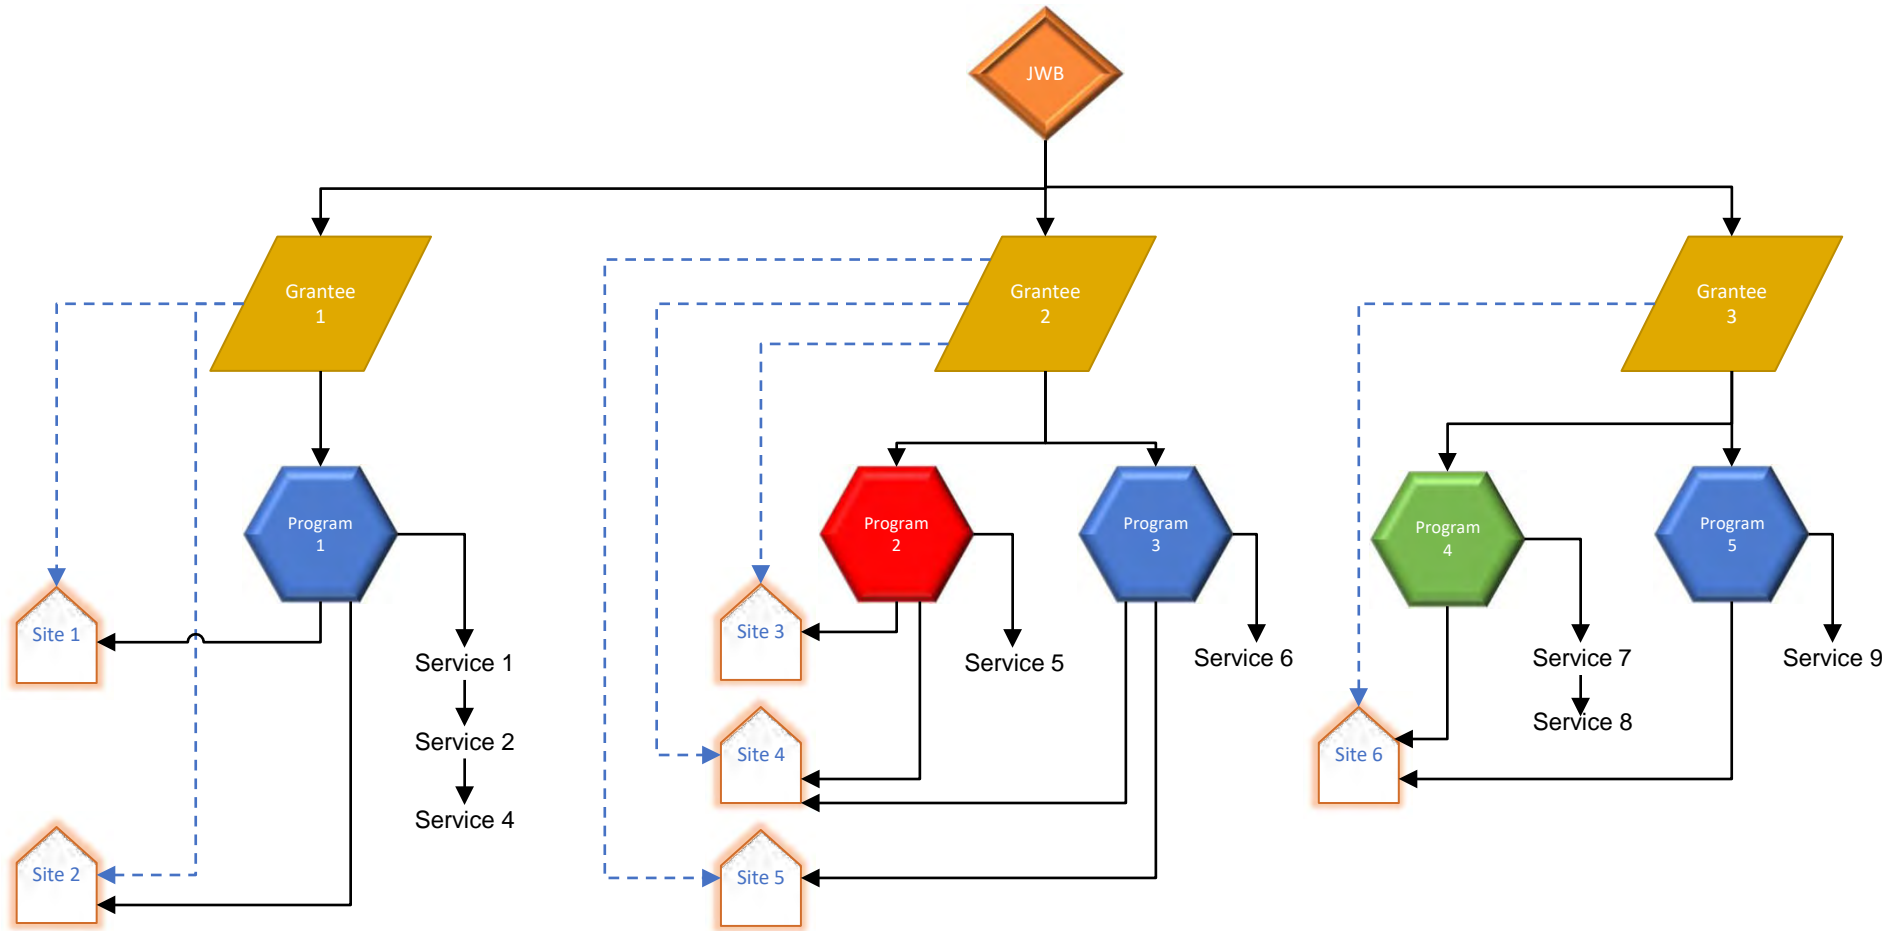 JWB
Grantee
1
Grantee
2
Grantee
3
Program
1
Program
2
Program
3
Program
4
Program
5
Site 1
Site 3
Service 1
Service 5
Service 6
Service 7
Service 9
Service 2
Service 8
Site 4
Site 6
Service 4
Site 2
Site 5